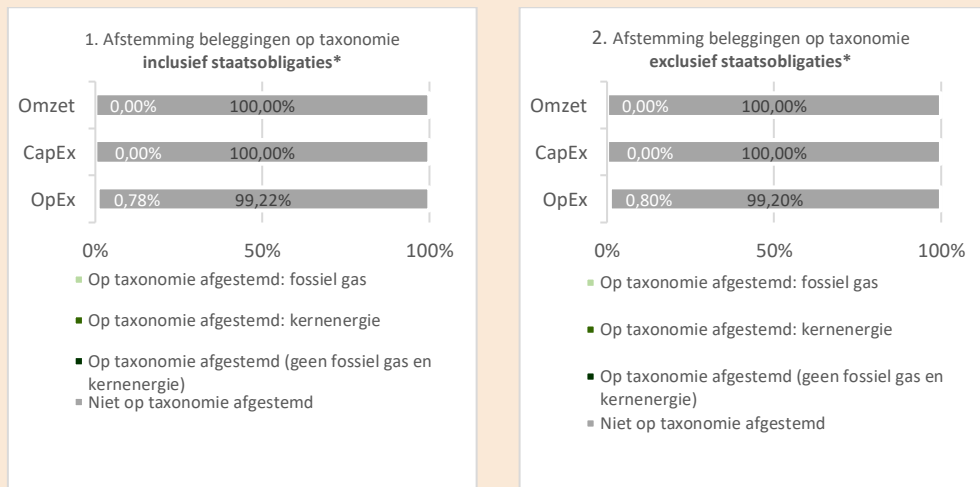 1. Afstemming beleggingen op taxonomie
inclusief staatsobligaties*
Omzet 0,00% 100,00%
CapEx 0,00% 100,00%
OpEx 0,78% 99,22%
0% 50% 100%
Op taxonomie afgestemd: fossiel gas
Op taxonomie afgestemd: kernenergie
Op taxonomie afgestemd (geen fossiel gas en
kernenergie)
Niet op taxonomie afgestemd
2. Afstemming beleggingen op taxonomie
exclusief staatsobligaties*
Omzet 0,00% 100,00%
CapEx 0,00% 100,00%
OpEx 0,80% 99,20%
0% 50% 100%
Op taxonomie afgestemd: fossiel gas
Op taxonomie afgestemd: kernenergie
Op taxonomie afgestemd (geen fossiel gas en
kernenergie)
Niet op taxonomie afgestemd